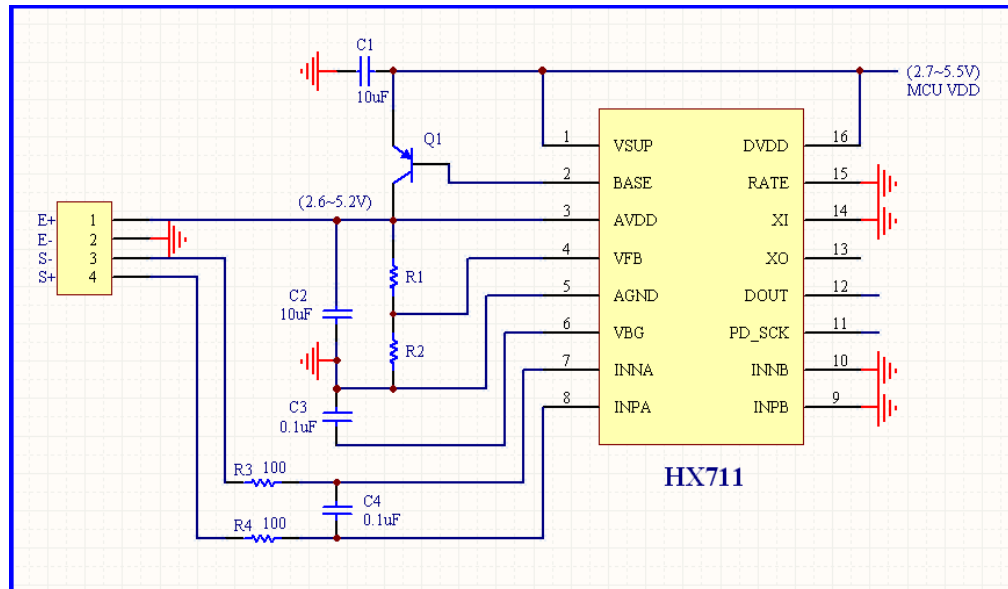 C1
10uF
(2.7~5.5V)
MCU VDD
Q1
1 VSUP DVDD 16
2 BASE RATE 15
(2.6~5.2V)
E+ 1
E- 2
S- 3
S+ 4
3 AVDD XI 14
4 VFB XO 13
R1
C2
10uF
5 AGND DOUT 12
6 VBG PD_SCK 11
R2
7 INNA INNB 10
8 INPA INPB 9
C3
0.1uF
HX711
R3 100
C4
0.1uF
R4 100